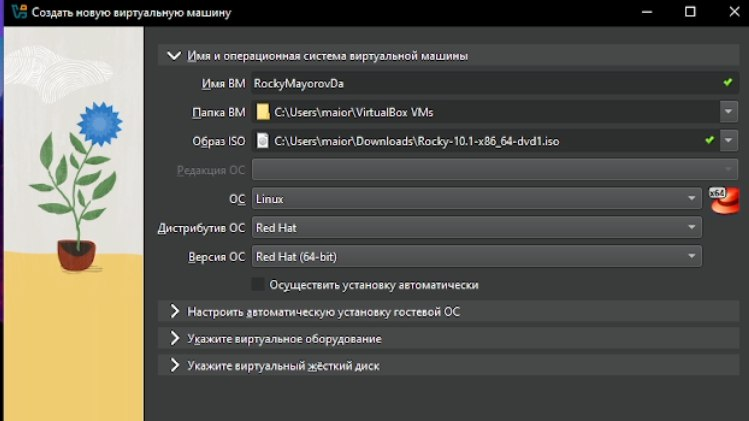 Создать новую виртуальную машину
Имя и операционная система виртуальной машины
Имя ВМ RockyMayorovDa
Папка ВМ C:\Users\maior\VirtualBox VMs
Образ ISO C:\Users\maior\Downloads\Rocky-10.1-x86_64-dvd1.iso
Редакция ОС
ОС Linux x64
Дистрибутив ОС Red Hat
Версия ОС Red Hat (64-bit)
Осуществить установку автоматически
Настроить автоматическую установку гостевой ОС
Укажите виртуальное оборудование
Укажите виртуальный жёсткий диск